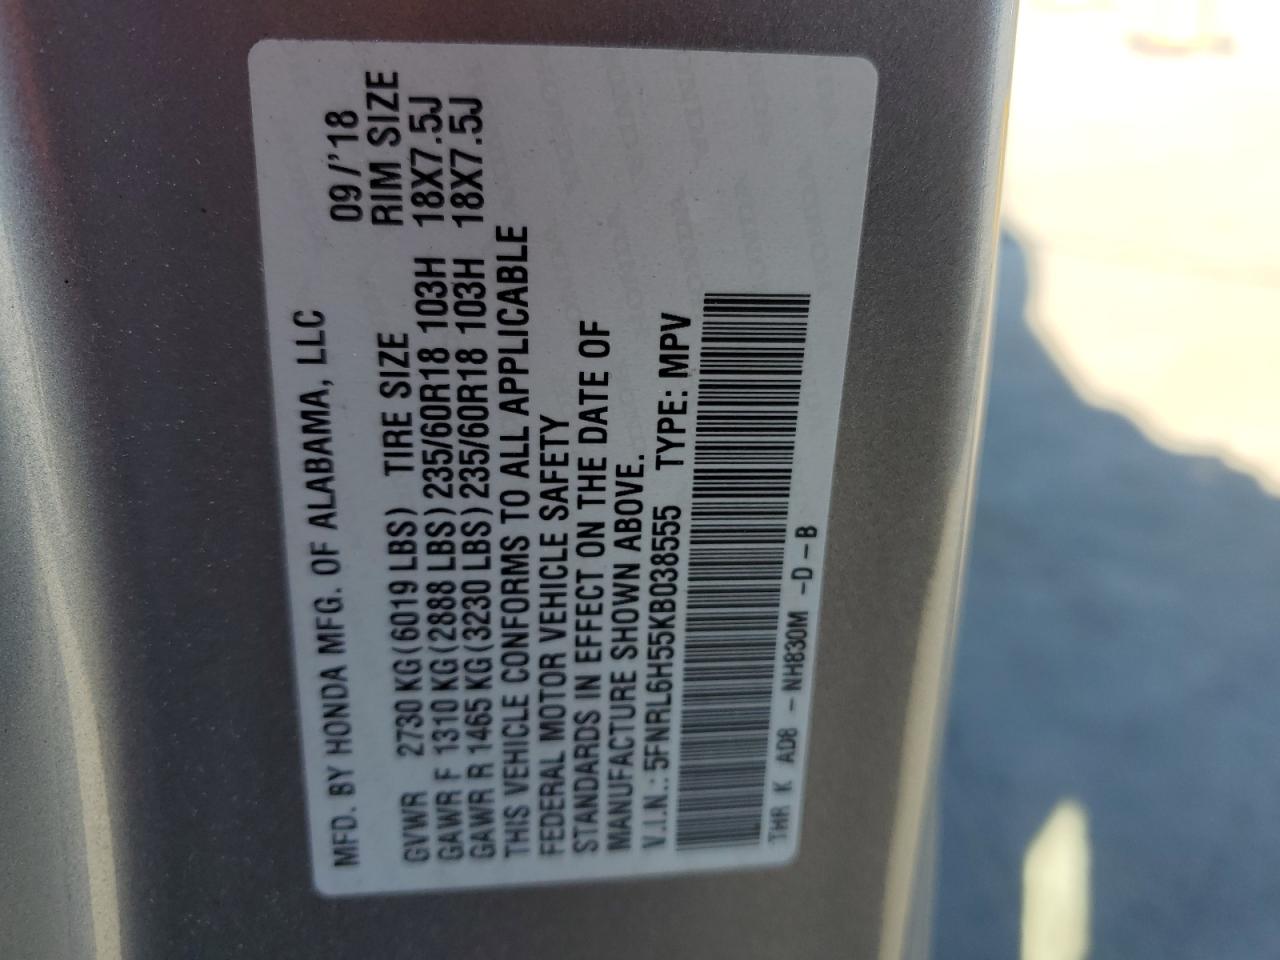 MFD. BY HONDA MFG. OF ALABAMA, LLC 09/'18
GVWR 2730 KG(6019 LBS) TIRE SIZE RIM SIZE
GAWR F 1310 KG(2888 LBS) 235/60R18 103H 18X7.5J
GAWR R 1465 KG(3230 LBS) 235/60R18 103H 18X7.5J
THIS VEHICLE CONFORMS TO ALL APPLICABLE
FEDERAL MOTOR VEHICLE SAFETY
STANDARDS IN EFFECT ON THE DATE OF
MANUFACTURE SHOWN ABOVE.
V.I.N.: 5FNRL6H55KB038555 TYPE: MPV
THR K AD8 - NH830M -D-B